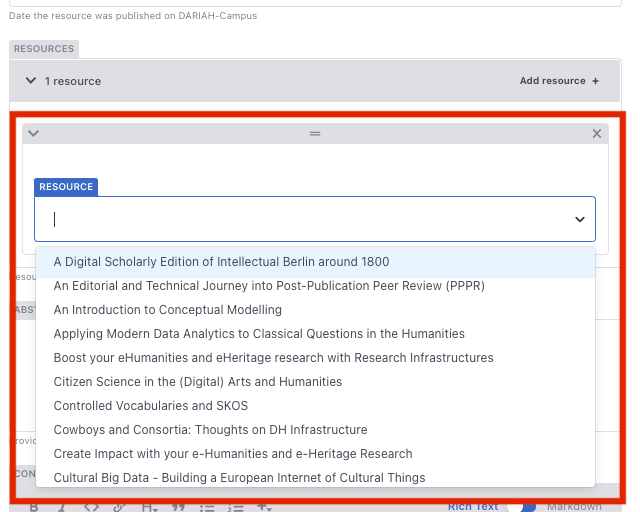 Date the resource was published on DARIAH-Campus
RESOURCES
1 resource
Add resource +
RESOURCE
A Digital Scholarly Edition of Intellectual Berlin around 1800
An Editorial and Technical Journey into Post-Publication Peer Review (PPPR)
An Introduction to Conceptual Modelling
Applying Modern Data Analytics to Classical Questions in the Humanities
Boost your eHumanities and eHeritage research with Research Infrastructures
Citizen Science in the (Digital) Arts and Humanities
Controlled Vocabularies and SKOS
Cowboys and Consortia: Thoughts on DH Infrastructure
Create Impact with your e-Humanities and e-Heritage Research
Cultural Big Data - Building a European Internet of Cultural Things
Rich Text
Markdown